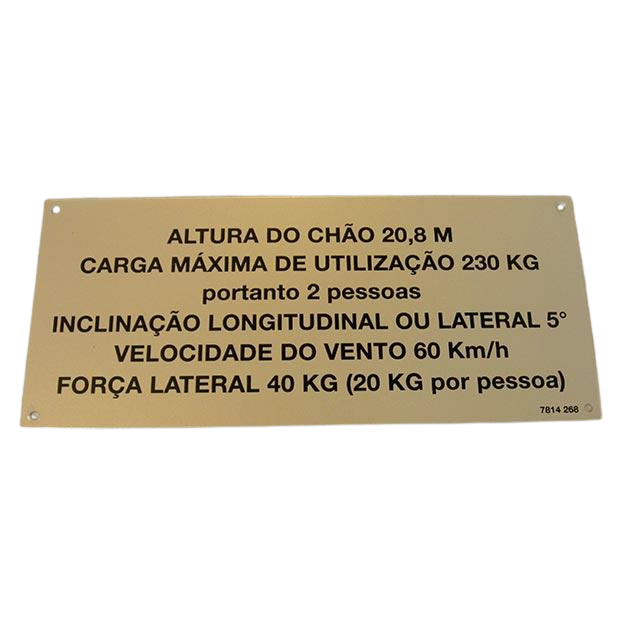 ALTURA DO CHÃO 20,8 M
CARGA MÁXIMA DE UTILIZAÇÃO 230 KG
portanto 2 pessoas
INCLINAÇÃO LONGITUDINAL OU LATERAL 5°
VELOCIDADE DO VENTO 60 Km/h
FORÇA LATERAL 40 KG (20 KG por pessoa)
7814 268